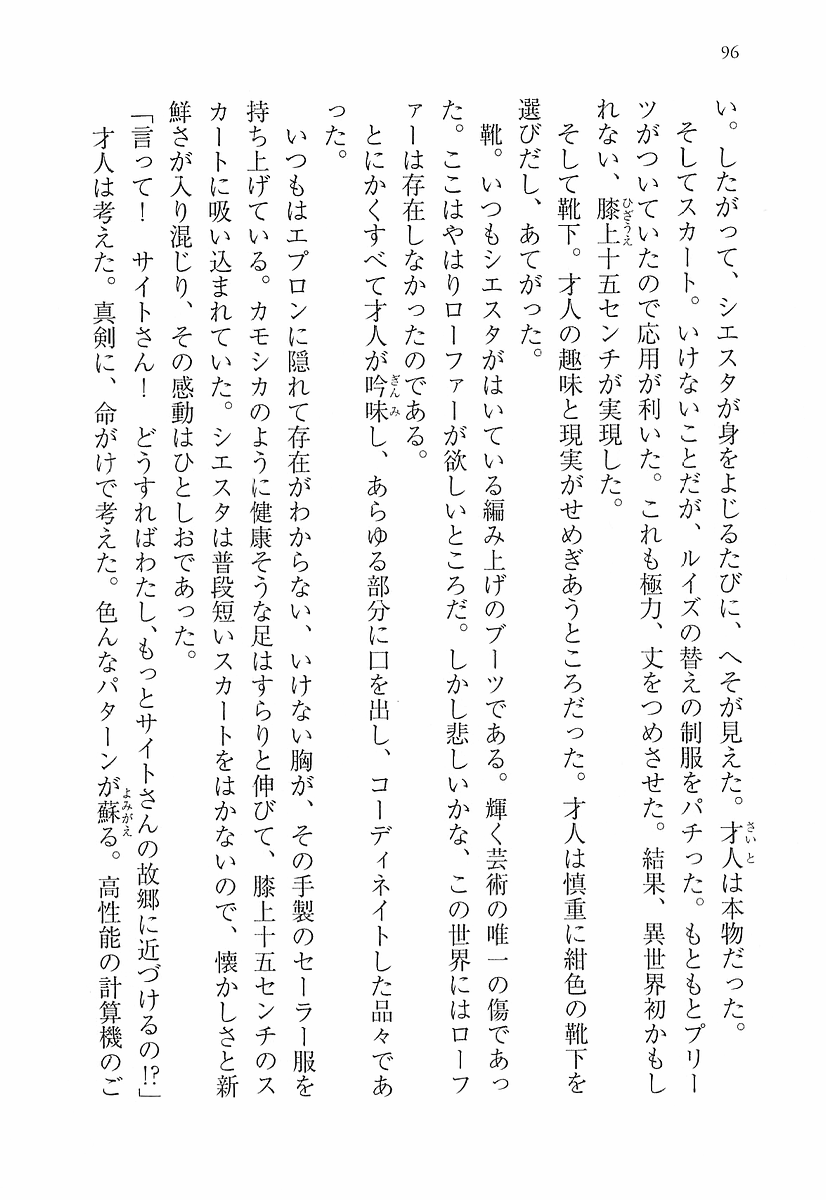 96
い。したがって、シエスタが身をよじるたびに、へそが見えた。才人は本物だった。
そしてスカート。いけないことだが、ルイズの替えの制服をパチった。もともとプリー
ツがついていたので応用が利いた。これも極力、丈をつめさせた。結果、異世界初かもし
れない、膝上十五センチが実現した。
そして靴下。才人の趣味と現実がせめぎあうところだった。才人は慎重に紺色の靴下を
選びだし、あてがった。
靴。いつもシエスタがはいている編み上げのブーツである。輝く芸術の唯一の傷であっ
た。ここはやはりローファーが欲しいところだ。しかし悲しいかな、この世界にはローフ
ァーは存在しなかったのである。
とにかくすべて才人が吟味し、あらゆる部分に口を出し、コーディネイトした品々であ
った。
いつもはエプロンに隠れて存在がわからない、いけない胸が、その手製のセーラー服を
持ち上げている。カモシカのように健康そうな足はすらりと伸びて、膝上十五センチのス
カートに吸い込まれていた。シエスタは普段短いスカートをはかないので、懐かしさと新
鮮さが入り混じり、その感動はひとしおであった。
「言って！　サイトさん！　どうすればわたし、もっとサイトさんの故郷に近づけるの!?」
才人は考えた。真剣に、命がけで考えた。色んなパターンが蘇る。高性能の計算機のご